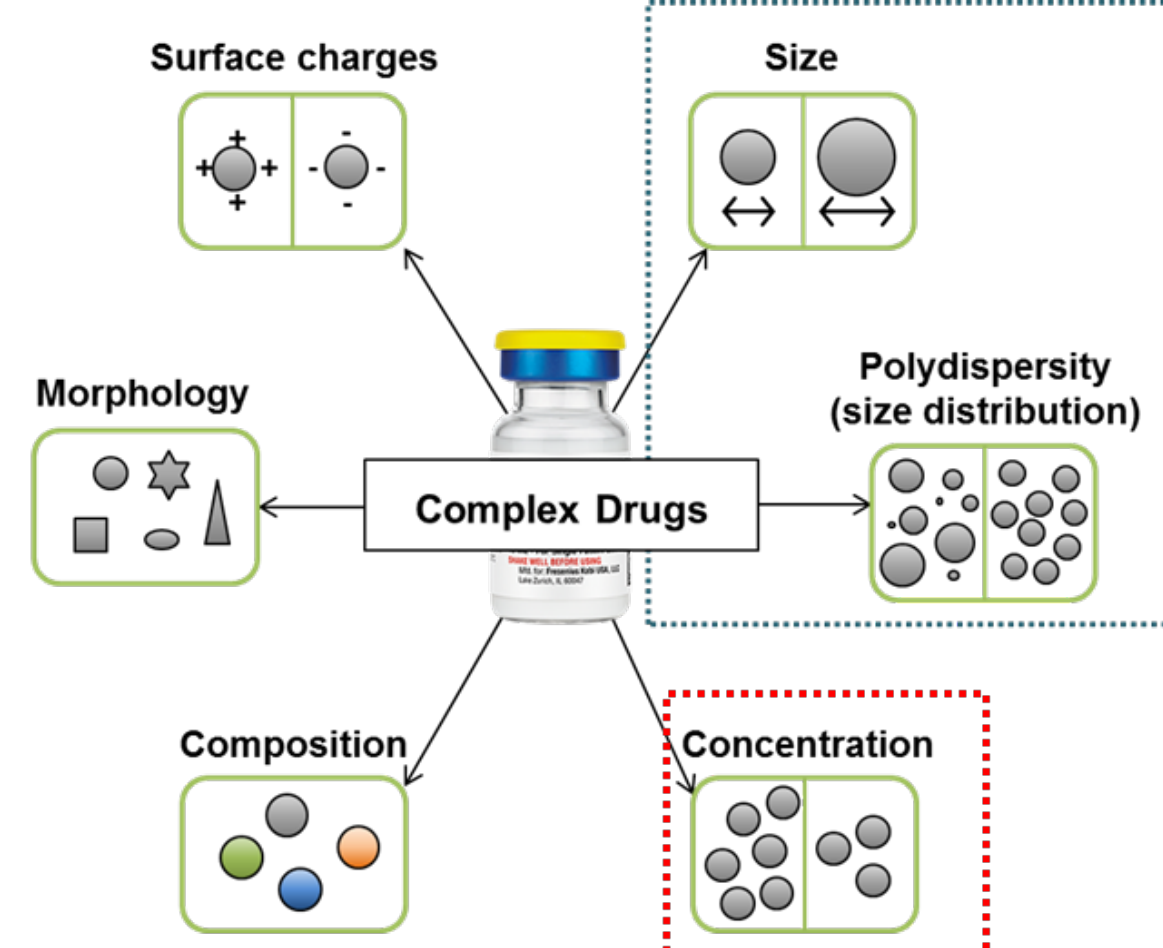 Surface charges
Size
+
+ +
+
-
- -
-
Morphology
Polydispersity
(size distribution)
Complex Drugs
SHAKE WELL BEFORE USING
Mfd. for: Fresenius Kabi USA, LLC
Lake Zurich, IL 60047
Composition
Concentration